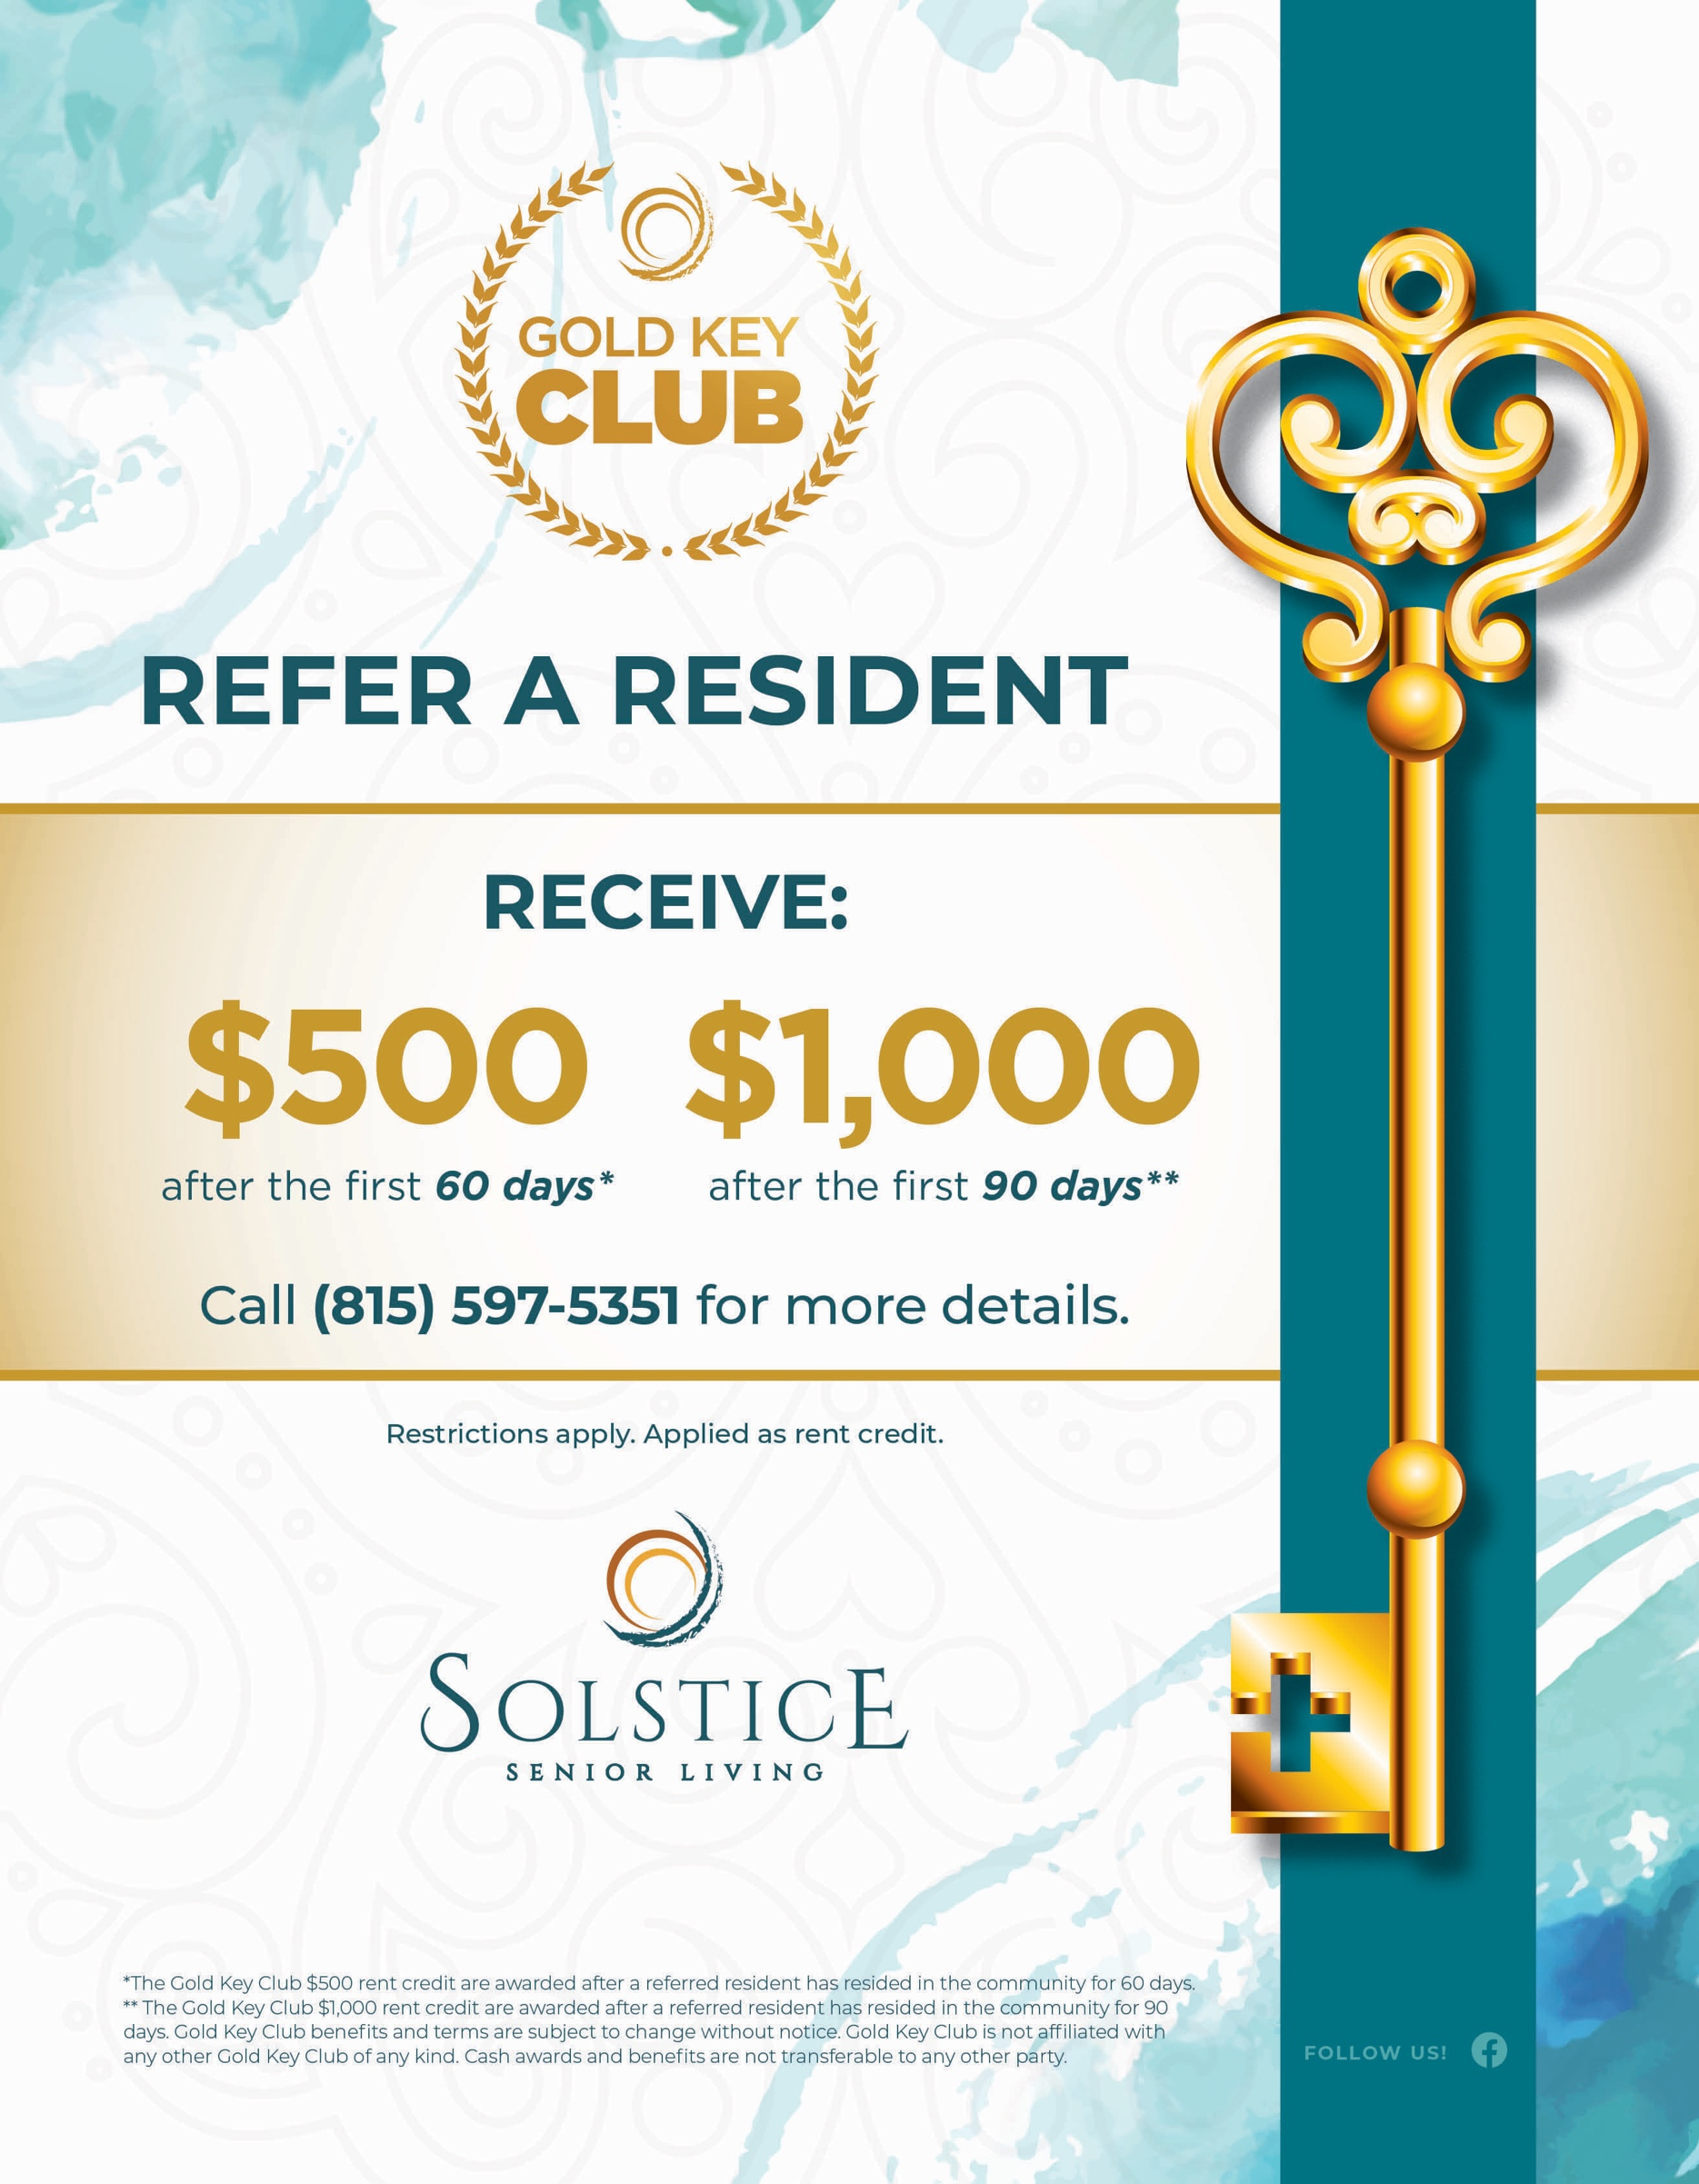 GOLD KEY
CLUB
REFER A RESIDENT
RECEIVE:
$500 $1,000
after the first 60 days* after the first 90 days**
Call (815) 597-5351 for more details.
Restrictions apply. Applied as rent credit.
SOLSTICE
SENIOR LIVING
*The Gold Key Club $500 rent credit are awarded after a referred resident has resided in the community for 60 days.
** The Gold Key Club $1,000 rent credit are awarded after a referred resident has resided in the community for 90
days. Gold Key Club benefits and terms are subject to change without notice. Gold Key Club is not affiliated with
any other Gold Key Club of any kind. Cash awards and benefits are not transferable to any other party.
FOLLOW US!